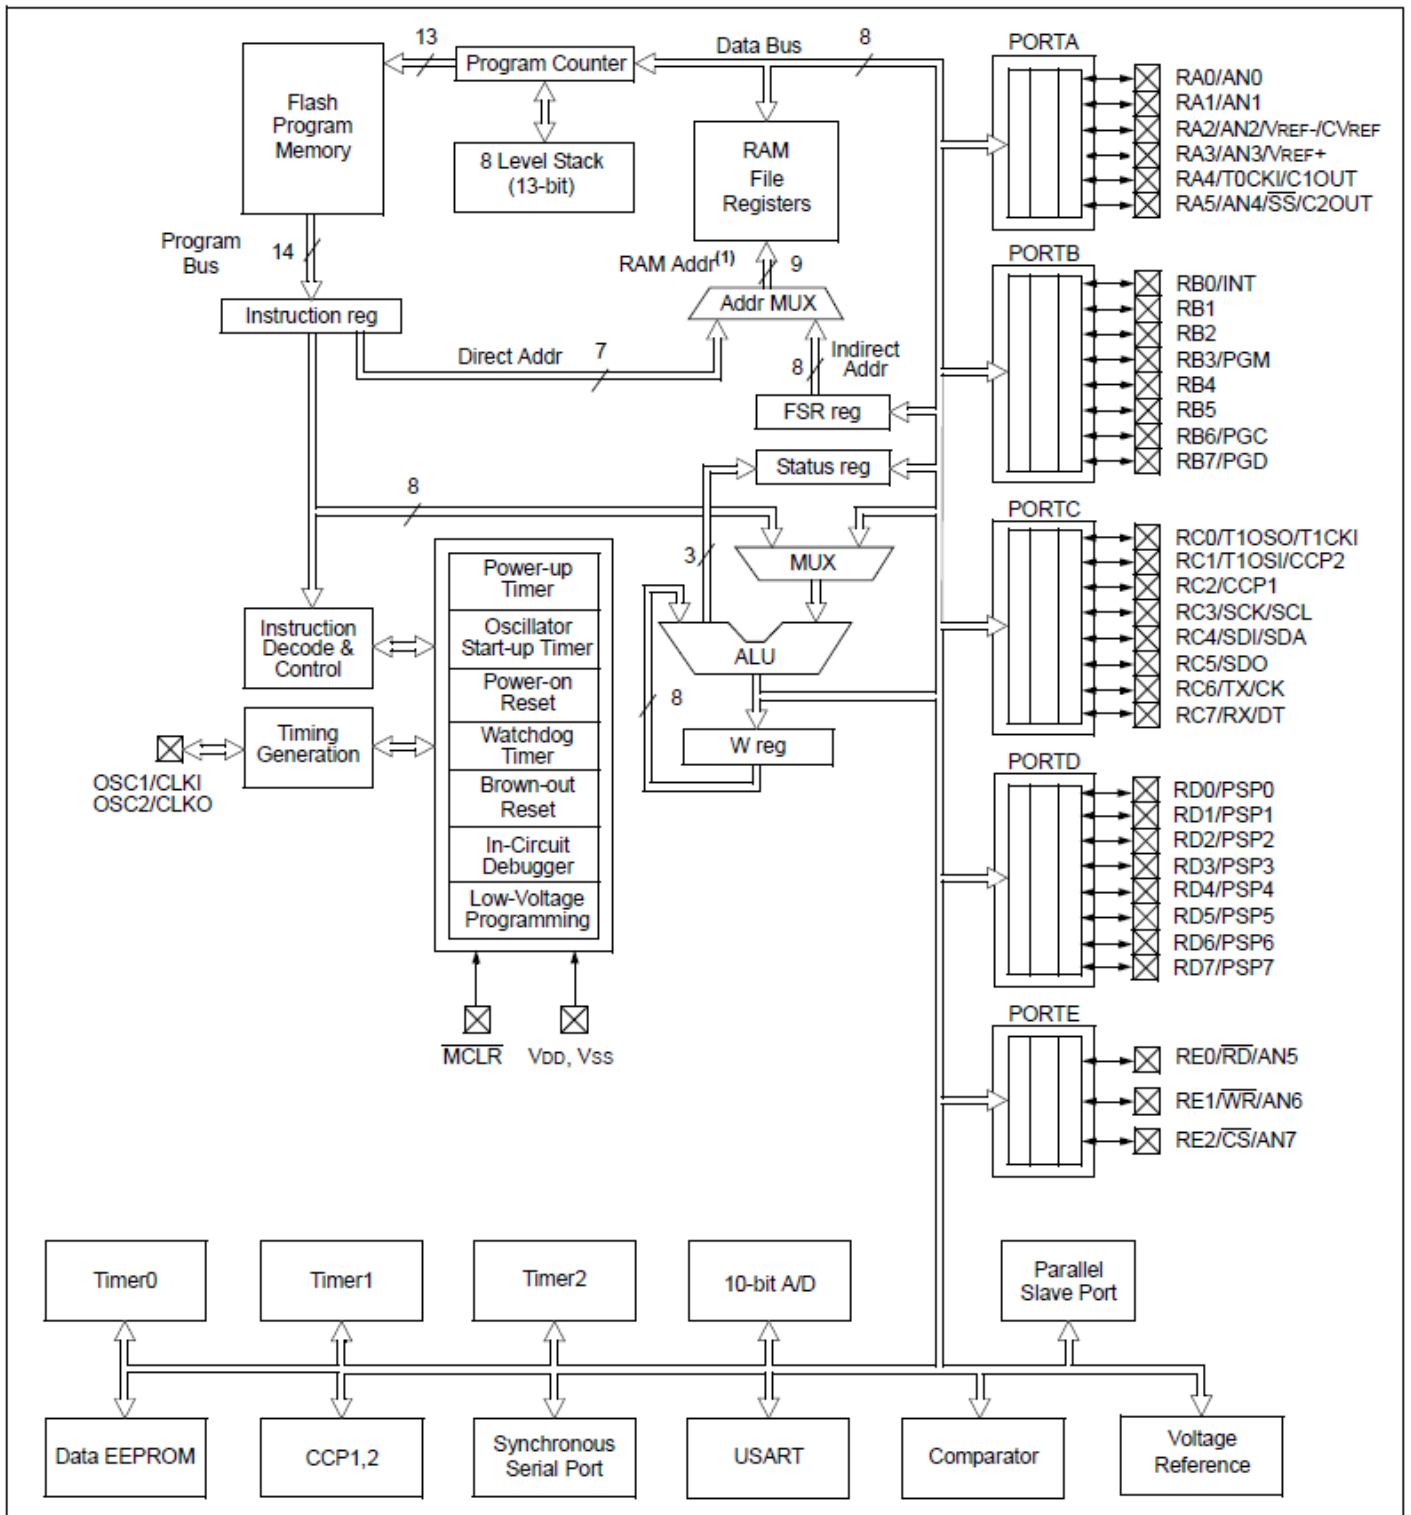 13
Data Bus
8
PORTA
Program Counter
Flash
Program
Memory
8 Level Stack
(13-bit)
RAM
File
Registers
RA0/AN0
RA1/AN1
RA2/AN2/VREF-/CVREF
RA3/AN3/VREF+
RA4/T0CKI/C1OUT
RA5/AN4/SS/C2OUT
Program
Bus
14
RAM Addr(1)
9
PORTB
Instruction reg
Addr MUX
RB0/INT
RB1
RB2
RB3/PGM
RB4
RB5
RB6/PGC
RB7/PGD
Direct Addr
7
8
Indirect
Addr
FSR reg
Status reg
8
PORTC
3
MUX
RC0/T1OSO/T1CKI
RC1/T1OSI/CCP2
RC2/CCP1
RC3/SCK/SCL
RC4/SDI/SDA
RC5/SDO
RC6/TX/CK
RC7/RX/DT
Power-up
Timer
Instruction
Decode &
Control
Oscillator
Start-up Timer
ALU
Power-on
Reset
8
Timing
Generation
Watchdog
Timer
W reg
OSC1/CLKI
OSC2/CLKO
Brown-out
Reset
In-Circuit
Debugger
Low-Voltage
Programming
PORTD
RD0/PSP0
RD1/PSP1
RD2/PSP2
RD3/PSP3
RD4/PSP4
RD5/PSP5
RD6/PSP6
RD7/PSP7
MCLR
VDD, VSS
PORTE
RE0/RD/AN5
RE1/WR/AN6
RE2/CS/AN7
Timer0
Timer1
Timer2
10-bit A/D
Parallel
Slave Port
Data EEPROM
CCP1,2
Synchronous
Serial Port
USART
Comparator
Voltage
Reference